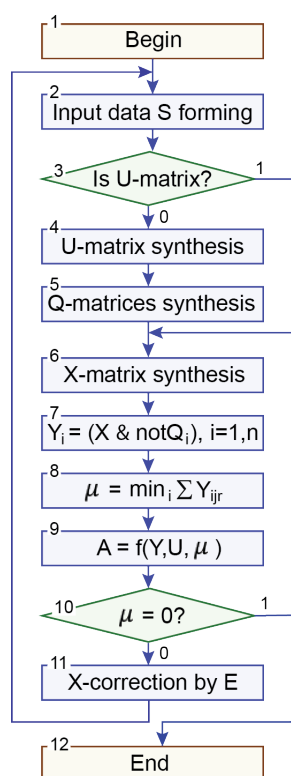 1
Begin
2
Input data S forming
3
Is U-matrix?
1
0
4
U-matrix synthesis
5
Q-matrices synthesis
6
X-matrix synthesis
7
Yᵢ = (X & notQᵢ), i=1,n
8
μ = minᵢ ∑ Yᵢⱼᵣ
9
A = f(Y,U, μ )
10
μ = 0?
1
0
11
X-correction by E
12
End